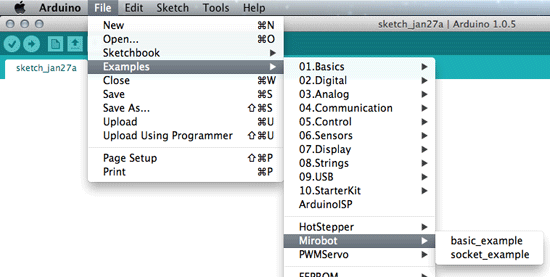 Arduino File Edit Sketch Tools Help
sketch_jan27a | Arduino 1.0.5
sketch_jan27a
New ⌘N
Open... ⌘O
Sketchbook ▶
Examples ▶
Close ⌘W
Save ⌘S
Save As... ⇧⌘S
Upload ⌘U
Upload Using Programmer ⇧⌘U
Page Setup ⇧⌘P
Print ⌘P
01.Basics ▶
02.Digital ▶
03.Analog ▶
04.Communication ▶
05.Control ▶
06.Sensors ▶
07.Display ▶
08.Strings ▶
09.USB ▶
10.StarterKit ▶
ArduinoISP
HotStepper ▶
Mirobot ▶
PWMServo ▶
EEPROM
basic_example
socket_example